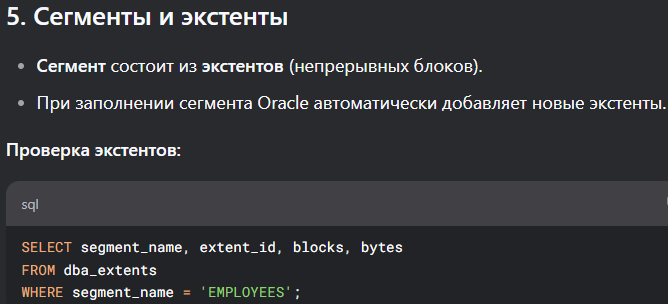 5. Сегменты и экстенты
• Сегмент состоит из экстентов (непрерывных блоков).
• При заполнении сегмента Oracle автоматически добавляет новые экстенты.
Проверка экстентов:
sql
SELECT segment_name, extent_id, blocks, bytes
FROM dba_extents
WHERE segment_name = 'EMPLOYEES';